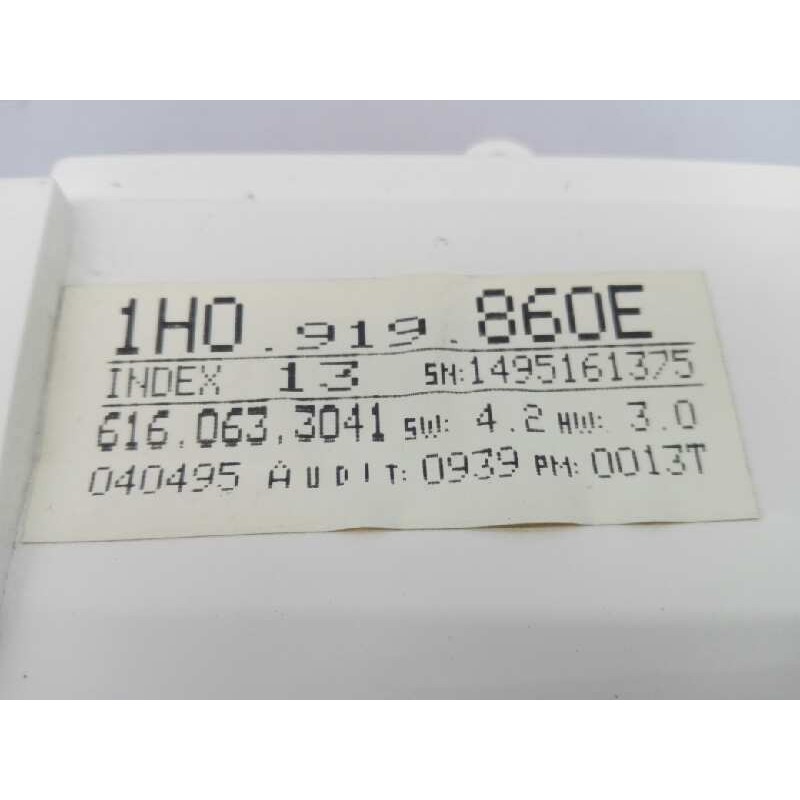 1H0.919.860E
INDEX 13 SN:1495161375
616.063.3041 SW: 4.2 HW: 3.0
040495 AUDIT:0939 PM:0013T